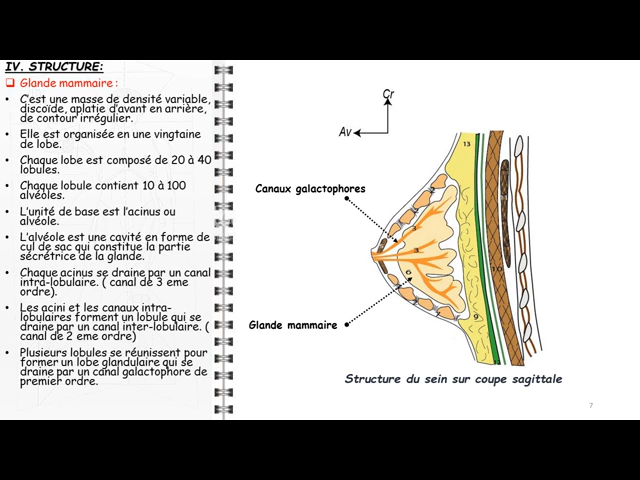 IV. STRUCTURE:
Glande mammaire :
• C'est une masse de densité variable,
discoïde, aplatie d'avant en arrière,
de contour irrégulier.
• Elle est organisée en une vingtaine
de lobe.
• Chaque lobe est composé de 20 à 40
lobules.
• Chaque lobule contient 10 à 100
alvéoles.
• L'unité de base est l'acinus ou
alvéole.
• L'alvéole est une cavité en forme de
cul de sac qui constitue la partie
sécrétrice de la glande.
• Chaque acinus se draine par un canal
intra-lobulaire. ( canal de 3 eme
ordre).
• Les acini et les canaux intra-
lobulaires forment un lobule qui se
draine par un canal inter-lobulaire. (
canal de 2 eme ordre)
• Plusieurs lobules se réunissent pour
former un lobe glandulaire qui se
draine par un canal galactophore de
premier ordre.
Cr
Av
13
Canaux galactophores
10
6
9
Glande mammaire
Structure du sein sur coupe sagittale
7